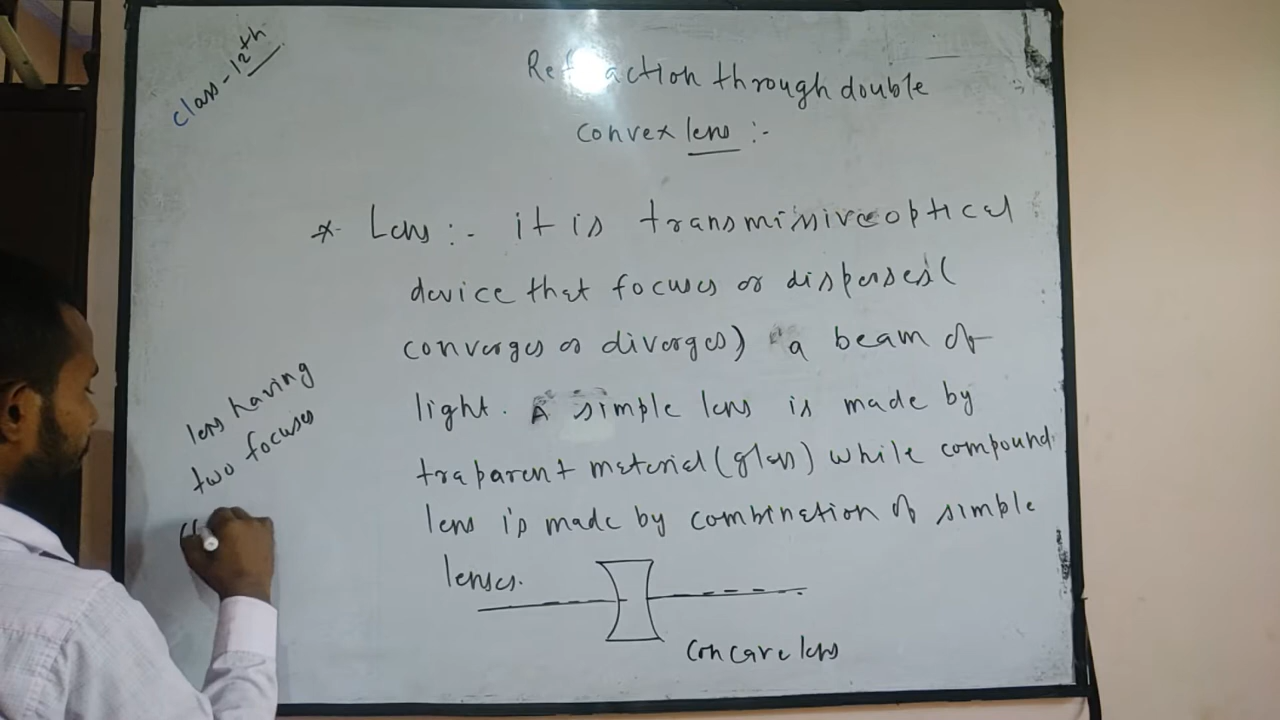 class-12th
Refraction through double
convex lens :-
* Lens :- it is transmissive optical
device that focuses or disperses(
converges or diverges) a beam of
light. A simple lens is made by
traparent material (glass) while compound
lens is made by combination of simple
lenses.
concave lens
lens having
two focuses